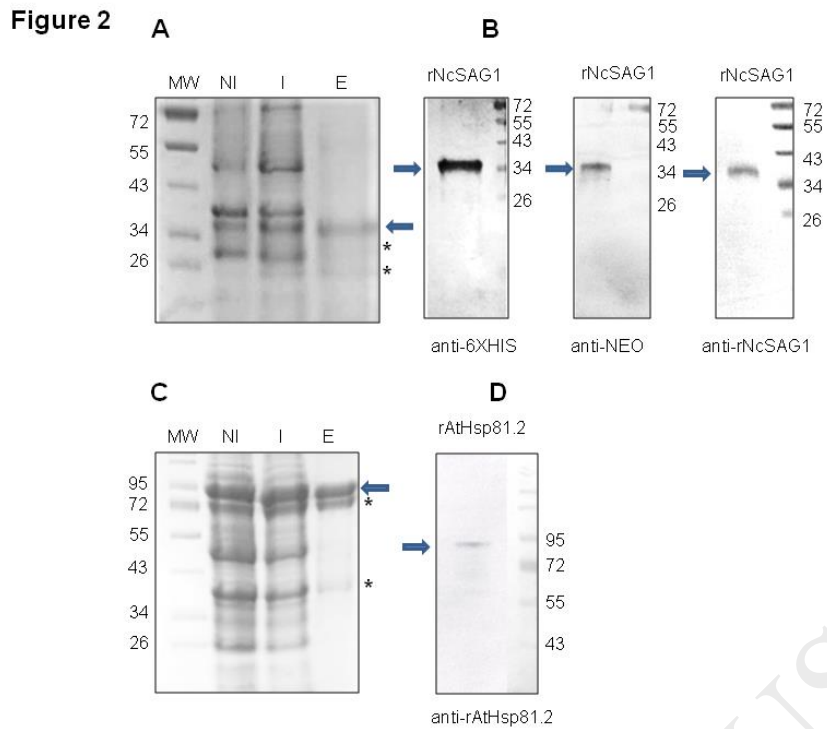 Figure 2
A
B
MW NI I E
72
55
43
34
26
*
*
rNcSAG1
72
55
43
34
26
anti-6XHIS
rNcSAG1
72
55
43
34
26
anti-NEO
rNcSAG1
72
55
43
34
26
anti-rNcSAG1
C
D
MW NI I E
95
72
55
43
34
26
*
*
rAtHsp81.2
95
72
55
43
anti-rAtHsp81.2
US